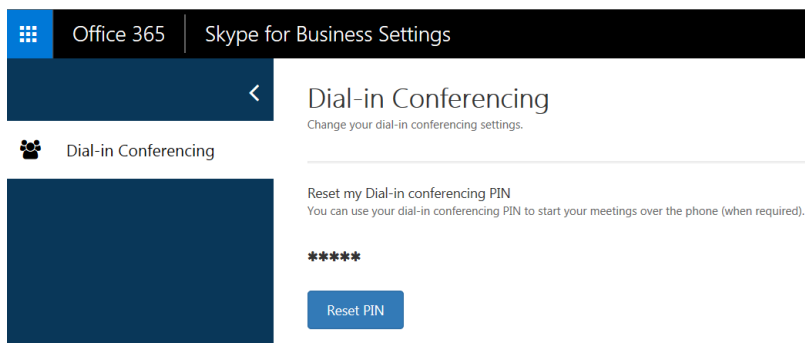 Office 365 Skype for Business Settings
Dial-in Conferencing
Dial-in Conferencing
Change your dial-in conferencing settings.
Reset my Dial-in conferencing PIN
You can use your dial-in conferencing PIN to start your meetings over the phone (when required).
*****
Reset PIN